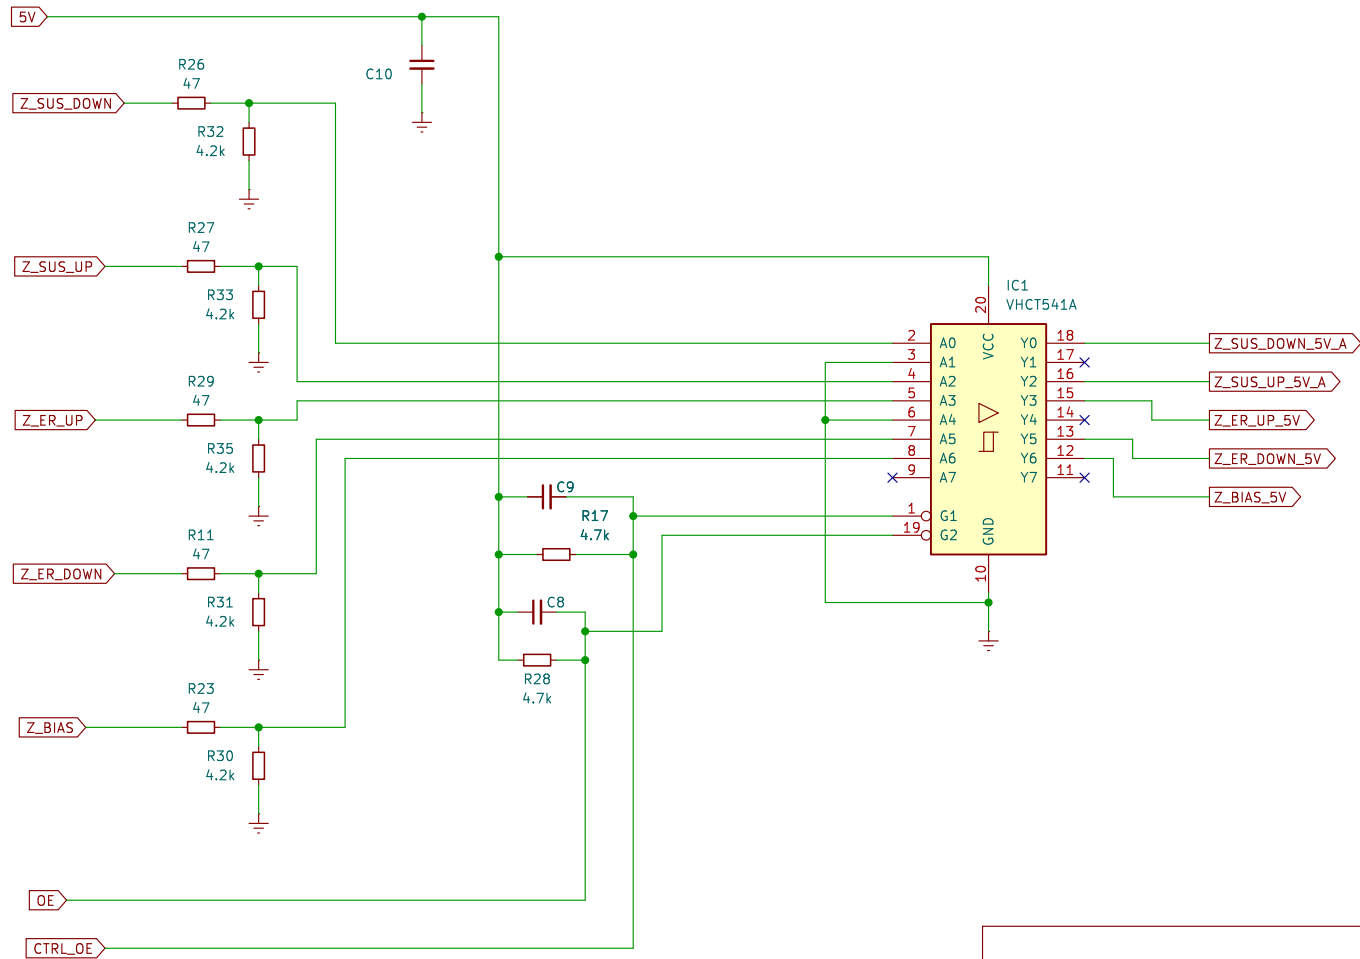 5V
C10
R26
47
Z_SUS_DOWN
R32
4.2k
R27
47
Z_SUS_UP
R33
4.2k
R29
47
Z_ER_UP
R35
4.2k
R11
47
Z_ER_DOWN
R31
4.2k
R23
47
Z_BIAS
R30
4.2k
OE
CTRL_OE
C9
R17
4.7k
C8
R28
4.7k
IC1
VHCT541A
20
VCC
2 A0 Y0 18
3 A1 Y1 17
4 A2 Y2 16
5 A3 Y3 15
6 A4 Y4 14
7 A5 Y5 13
8 A6 Y6 12
9 A7 Y7 11
1 G1
19 G2
GND
10
Z_SUS_DOWN_5V_A
Z_SUS_UP_5V_A
Z_ER_UP_5V
Z_ER_DOWN_5V
Z_BIAS_5V